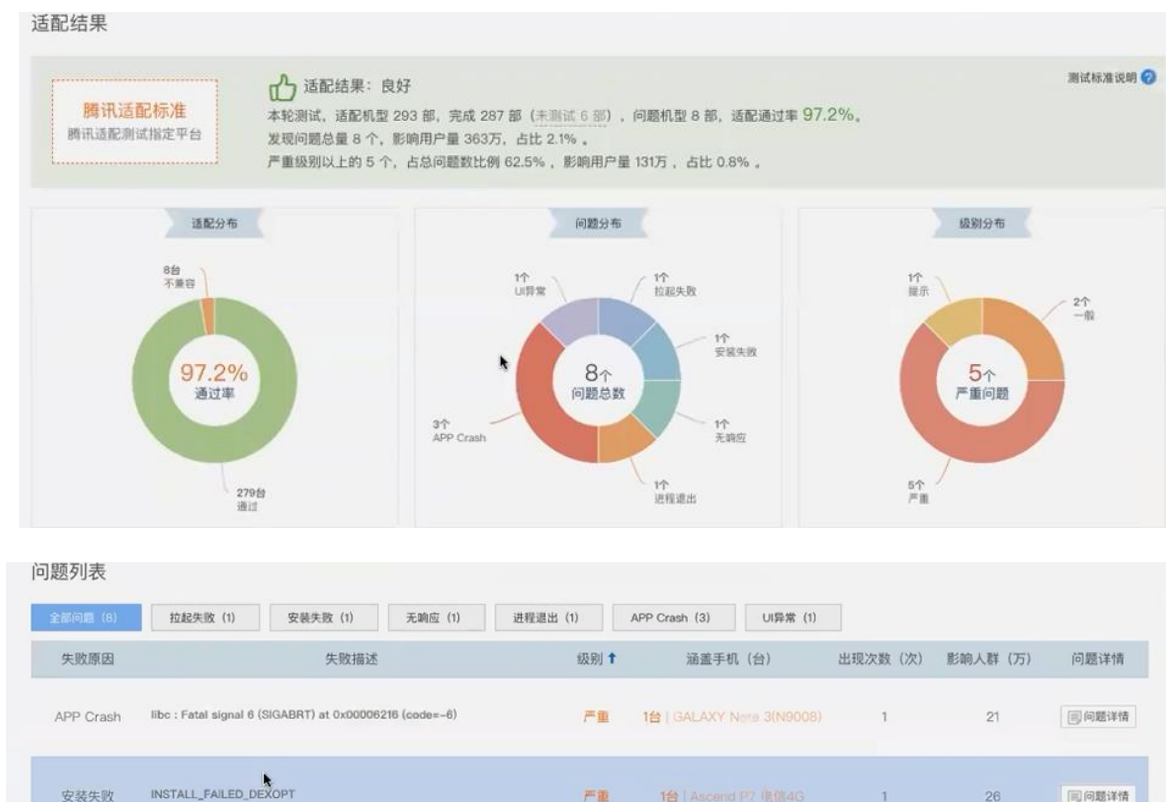 适配结果
腾讯适配标准
腾讯适配测试指定平台
适配结果：良好
测试标准说明 ?
本轮测试，适配机型 293 部，完成 287 部（未测试 6 部），问题机型 8 部，适配通过率 97.2%。
发现问题总量 8 个，影响用户量 363万，占比 2.1% 。
严重级别以上的 5 个，占总问题数比例 62.5% ，影响用户量 131万 ，占比 0.8% 。
适配分布
8台
不兼容
97.2%
通过率
279台
通过
问题分布
1个
UI异常
1个
拉起失败
1个
安装失败
8个
问题总数
3个
APP Crash
1个
无响应
1个
进程退出
级别分布
1个
提示
2个
一般
5个
严重问题
5个
严重
问题列表
全部问题（8） 拉起失败（1） 安装失败（1） 无响应（1） 进程退出（1） APP Crash（3） UI异常（1）
失败原因 失败描述 级别 涵盖手机（台） 出现次数（次） 影响人群（万） 问题详情
APP Crash libc : Fatal signal 6 (SIGABRT) at 0x00006216 (code=-6) 严重 1台 | GALAXY Note 3(N9008) 1 21 问题详情
安装失败 INSTALL_FAILED_DEXOPT 严重 1台 | Ascend P7 电信4G 1 26 问题详情